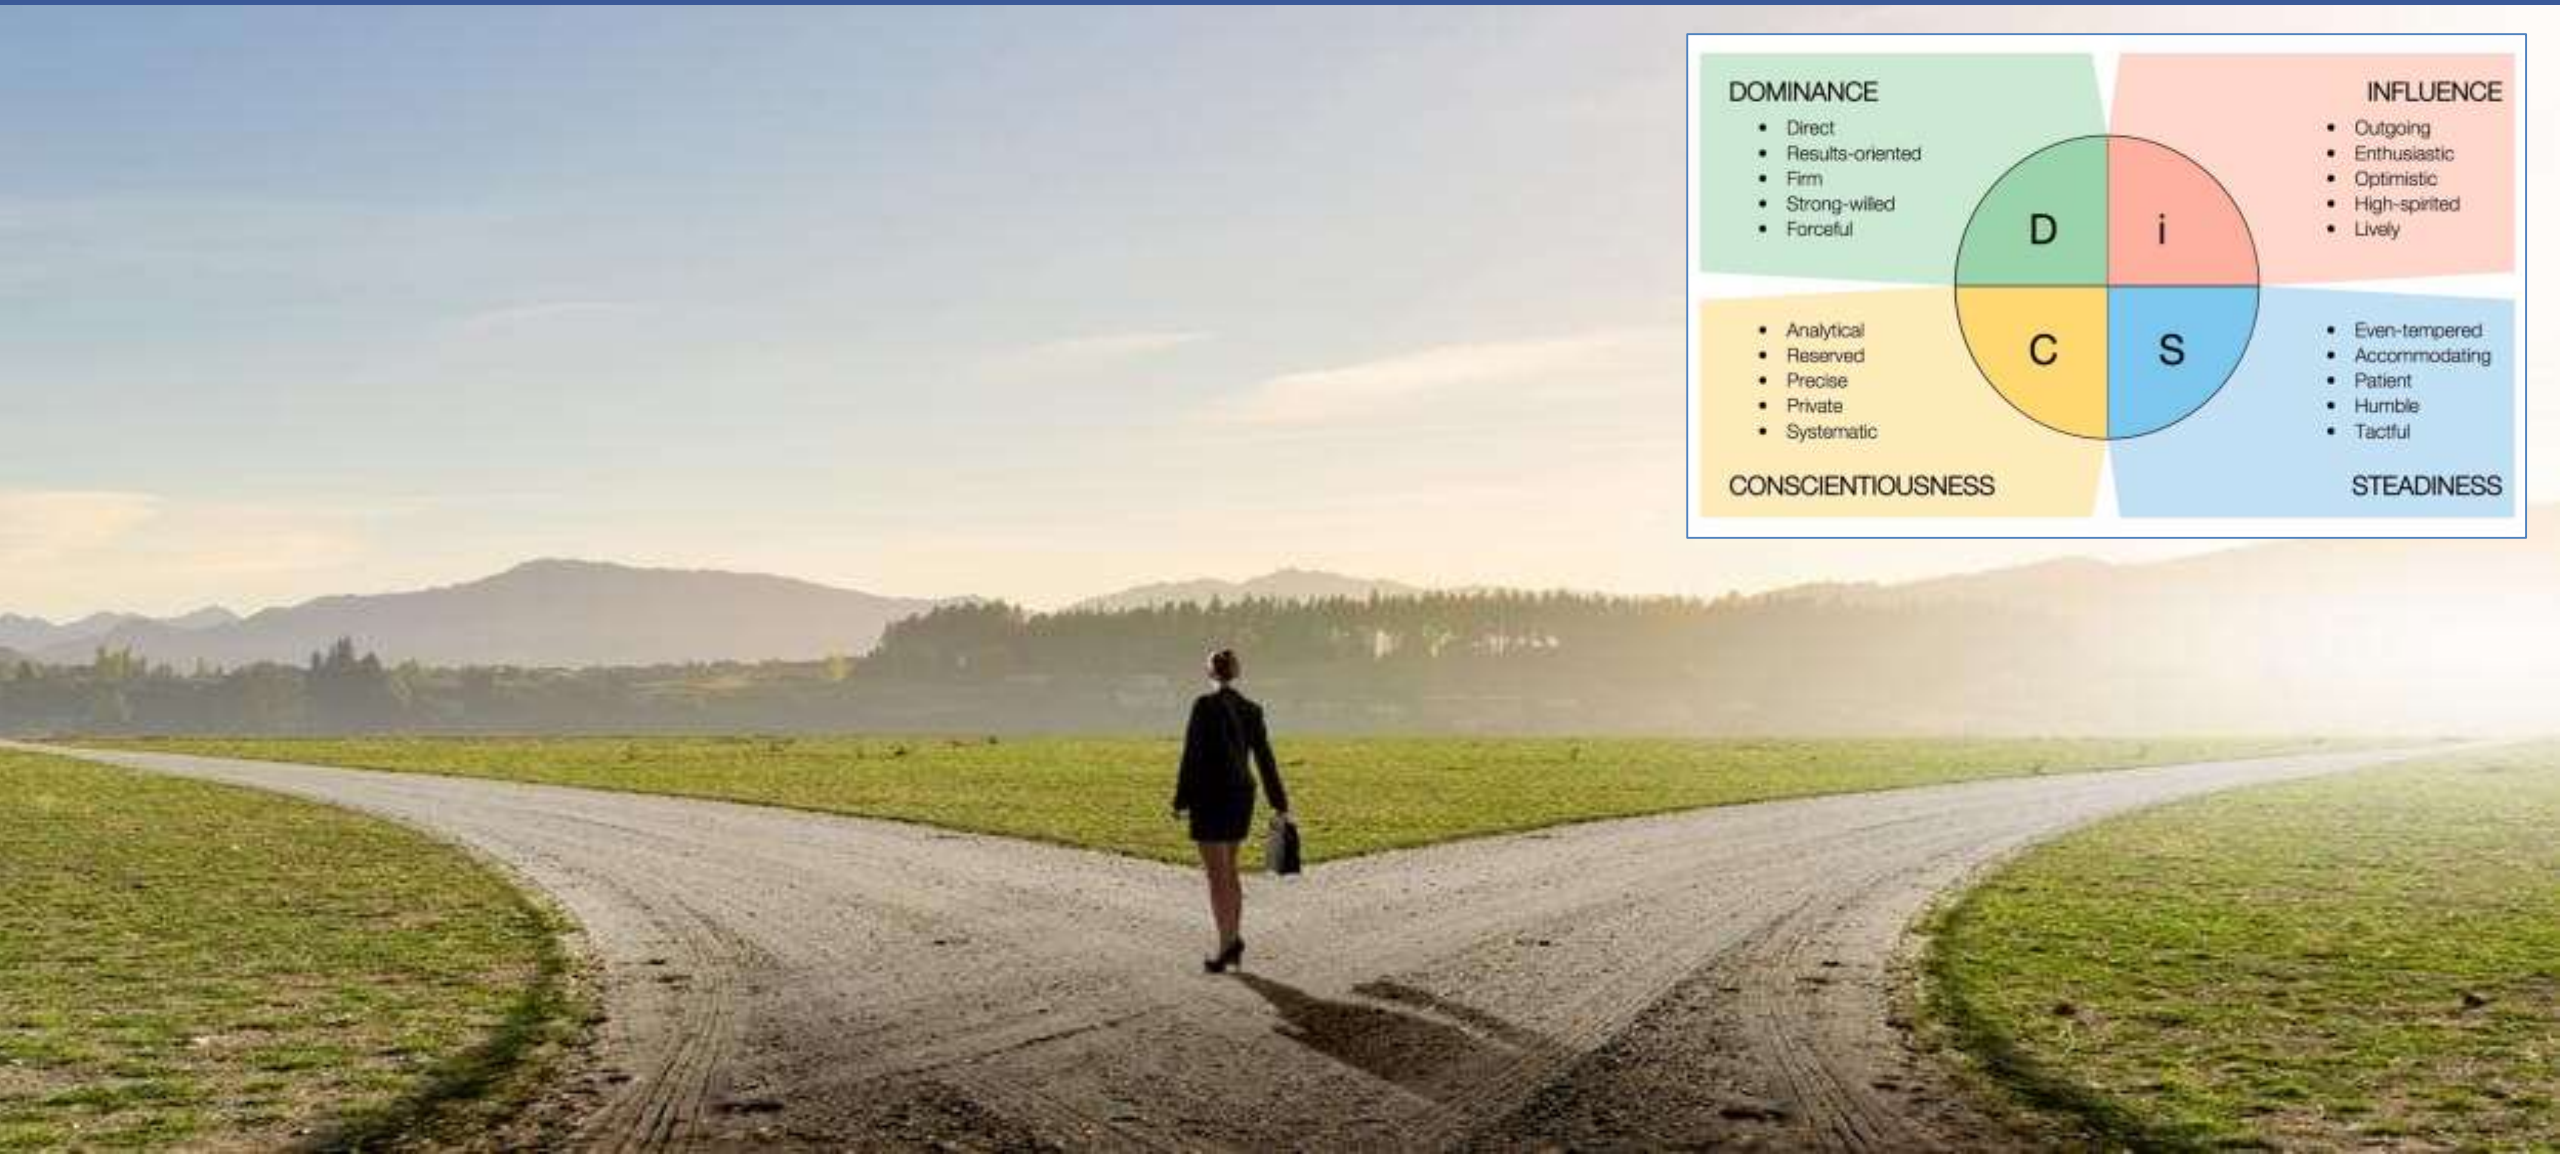 DOMINANCE
• Direct
• Results-oriented
• Firm
• Strong-willed
• Forceful
INFLUENCE
• Outgoing
• Enthusiastic
• Optimistic
• High-spirited
• Lively
D
i
C
S
• Analytical
• Reserved
• Precise
• Private
• Systematic
CONSCIENTIOUSNESS
• Even-tempered
• Accommodating
• Patient
• Humble
• Tactful
STEADINESS